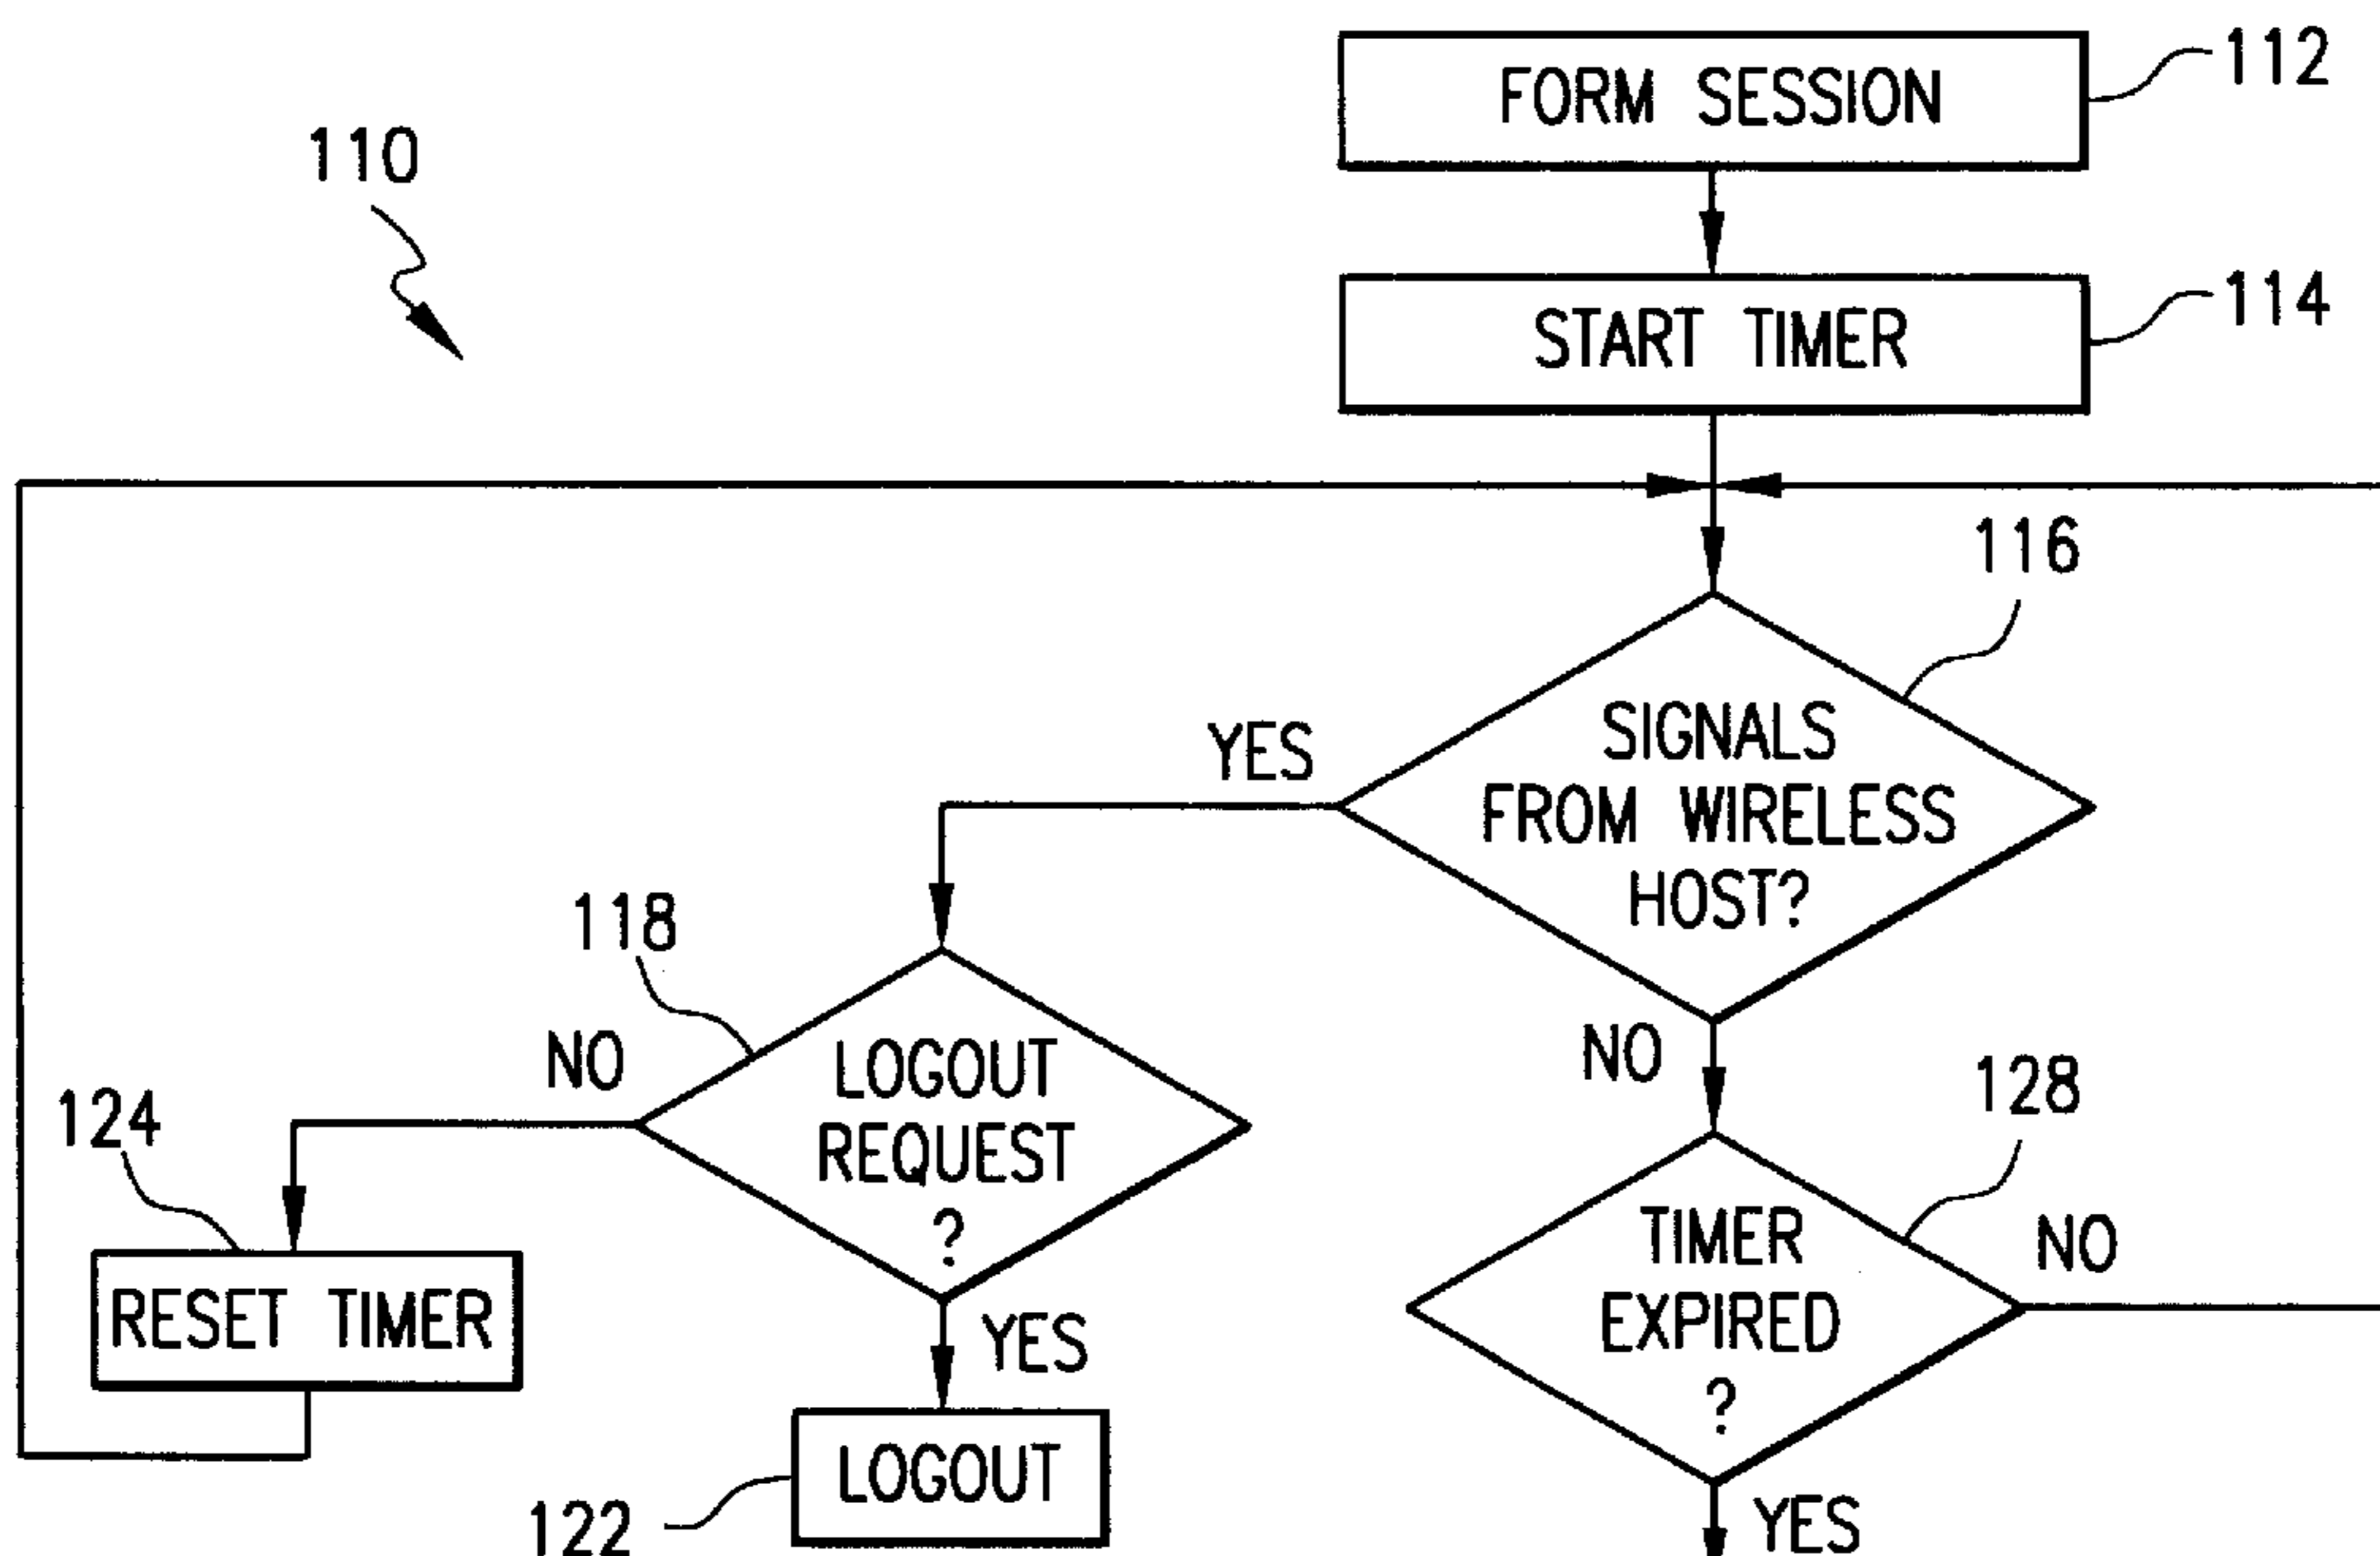 112
FORM SESSION
110
114
START TIMER
116
SIGNALS
FROM WIRELESS
HOST?
YES
NO
118
LOGOUT
REQUEST
?
NO
YES
124
RESET TIMER
122
LOGOUT
128
TIMER
EXPIRED
?
NO
YES